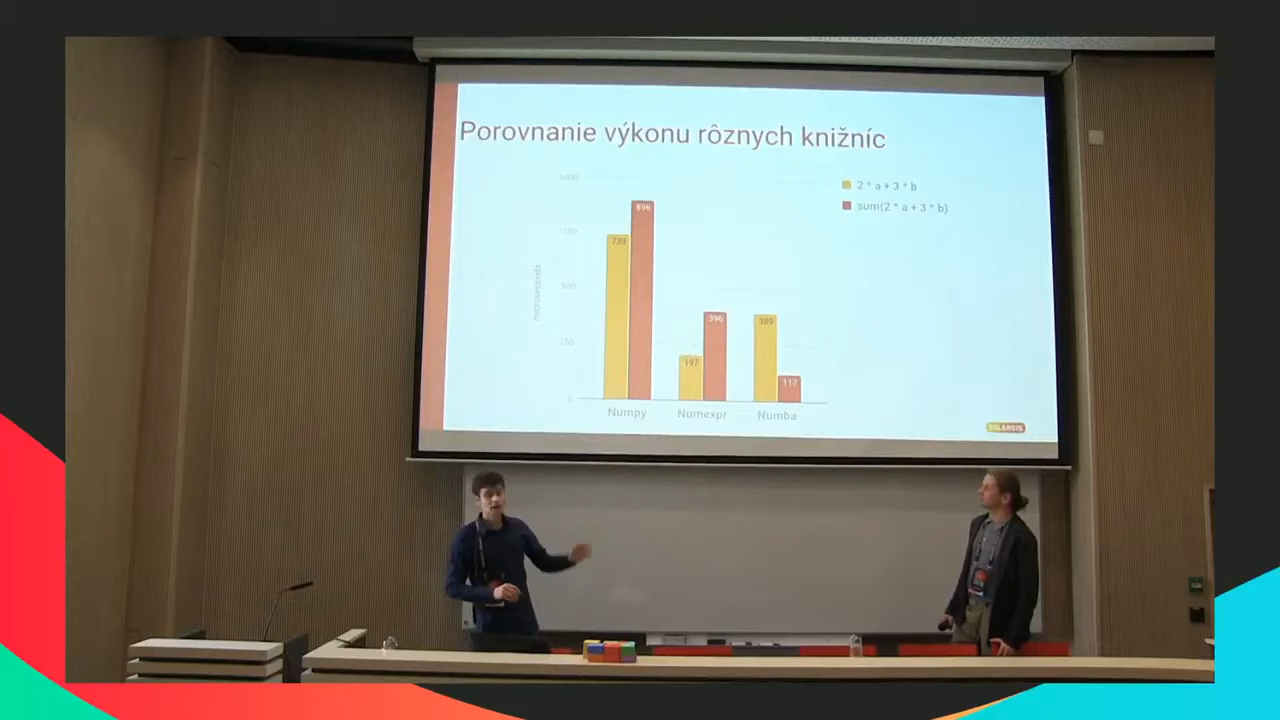 Porovnanie výkonu rôznych knižníc
1000
750
500
250
0
microseconds
2 * a + 3 * b
sum(2 * a + 3 * b)
739
896
197
396
389
117
Numpy
Numexpr
Numba
SOLARGIS